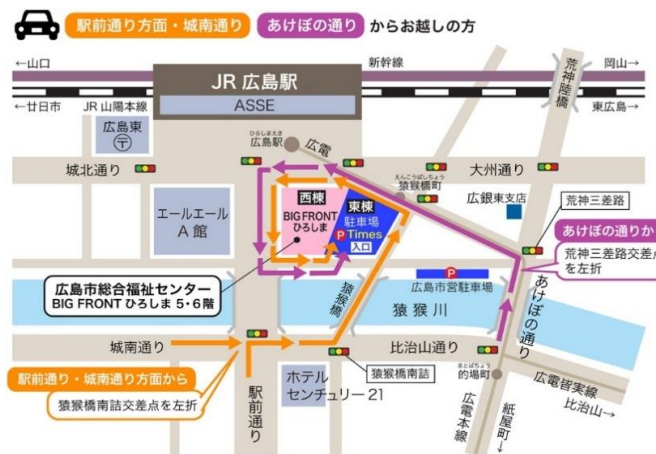 駅前通り方面・城南通り あけぼの通り からお越しの方
←山口
新幹線
岡山→
JR 広島駅
ASSE
←廿日市
JR 山陽本線
東広島→
荒神陸橋
広島東
〒
ひろしまえき
広島駅
広電
城北通り
えんこうばしちょう
猿猴橋町
大州通り
広銀東支店
荒神三差路
エールエール
A 館
西棟
BIG FRONT
ひろしま
東棟
駐車場
P Times
入口
あけぼの通りか
荒神三差路交差点
を左折
広島市総合福祉センター
BIG FRONT ひろしま 5・6 階
猿猴橋
P
広島市営駐車場
猿猴川
あけぼの通り
城南通り
比治山通り
駅前通り・城南通り方面から
猿猴橋南詰交差点を左折
駅前通り
ホテル
センチュリー 21
猿猴橋南詰
まとばちょう
的場町
広電皆実線
比治山→
広電本線
紙屋町→